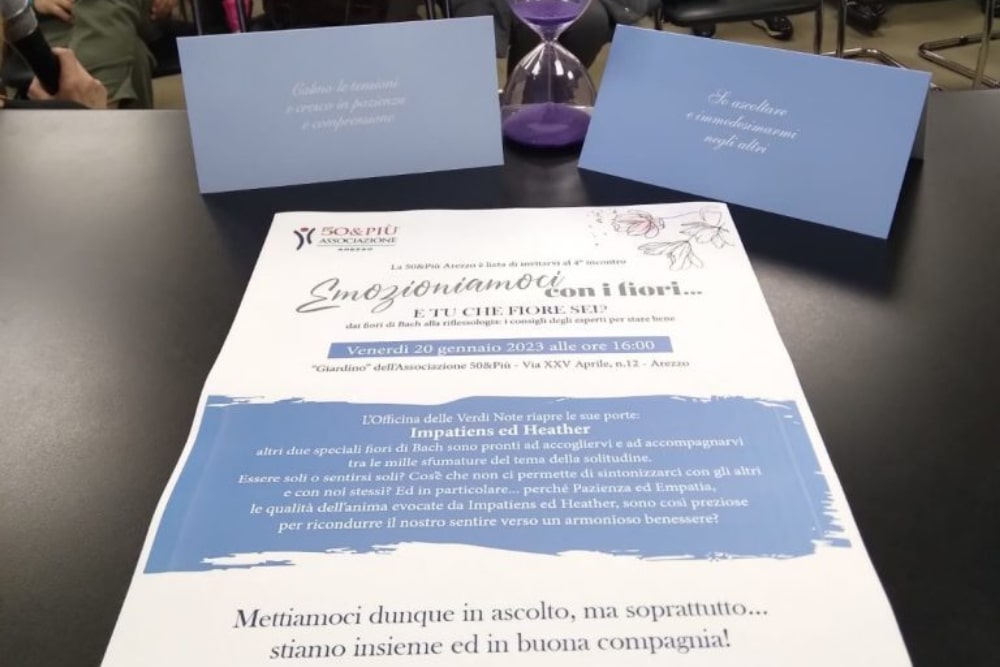 Calmo le tensioni
e cresco in pazienza
e comprensione
So ascoltare
e immedesimarmi
negli altri
50&PIÙ
ASSOCIAZIONE
AREZZO
La 50&Più Arezzo è lieta di invitarvi al 4° incontro
Emozioniamoci con i fiori...
E TU CHE FIORE SEI?
dai fiori di Bach alla riflessologia: i consigli degli esperti per stare bene
Venerdì 20 gennaio 2023 alle ore 16:00
"Giardino" dell'Associazione 50&Più - Via XXV Aprile, n.12 - Arezzo
L'Officina delle Verdi Note riapre le sue porte:
Impatiens ed Heather
altri due speciali fiori di Bach sono pronti ad accogliervi e ad accompagnarvi
tra le mille sfumature del tema della solitudine.
Essere soli o sentirsi soli? Cos'è che non ci permette di sintonizzarci con gli altri
e con noi stessi? Ed in particolare... perché Pazienza ed Empatia,
le qualità dell'anima evocate da Impatiens ed Heather, sono così preziose
per ricondurre il nostro sentire verso un armonioso benessere?
Mettiamoci dunque in ascolto, ma soprattutto...
stiamo insieme ed in buona compagnia!